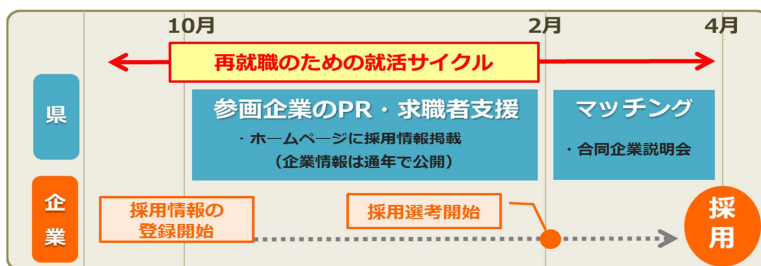 10月
2月
4月
再就職のための就活サイクル
県
参画企業のPR・求職者支援
・ホームページに採用情報掲載
（企業情報は通年で公開）
マッチング
・合同企業説明会
企業
採用情報の
登録開始
採用選考開始
採用